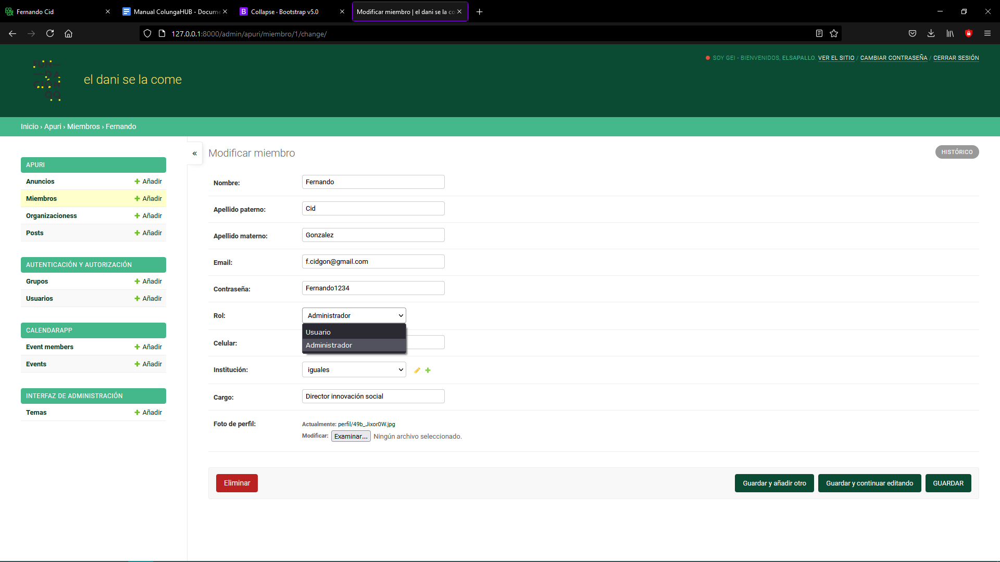 Fernando Cid
Manual ColungaHUB - Docume
B Collapse · Bootstrap v5.0
Modificar miembro | el dani se la co
127.0.0.1:8000/admin/apuri/miembro/1/change/
FUN
DA
CION
el dani se la come
SOY GEI - BIENVENIDOS, ELSAPALLO. VER EL SITIO / CAMBIAR CONTRASEÑA / CERRAR SESIÓN
Inicio › Apuri › Miembros › Fernando
APURI
Anuncios Añadir
Miembros Añadir
Organizacioness Añadir
Posts Añadir
AUTENTICACIÓN Y AUTORIZACIÓN
Grupos Añadir
Usuarios Añadir
CALENDARAPP
Event members Añadir
Events Añadir
INTERFAZ DE ADMINISTRACIÓN
Temas Añadir
«
Modificar miembro
HISTÓRICO
Nombre: Fernando
Apellido paterno: Cid
Apellido materno: Gonzalez
Email: f.cidgon@gmail.com
Contraseña: Fernando1234
Rol: Administrador
Usuario
Administrador
Celular:
Institución: iguales
Cargo: Director innovación social
Foto de perfil: Actualmente: perfil/49b_Jixor0W.jpg
Modificar: Examinar... Ningún archivo seleccionado.
Eliminar
Guardar y añadir otro
Guardar y continuar editando
GUARDAR